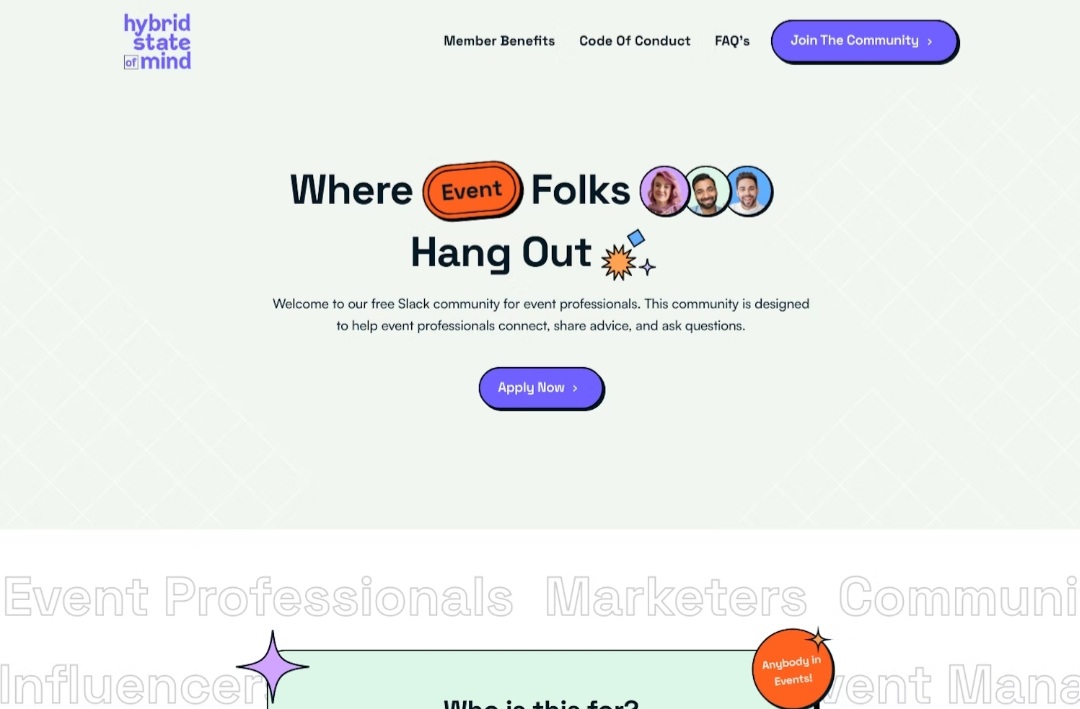 hybrid
state
of mind
Member Benefits Code Of Conduct FAQ's Join The Community
Where Event Folks
Hang Out
Welcome to our free Slack community for event professionals. This community is designed
to help event professionals connect, share advice, and ask questions.
Apply Now
Event Professionals Marketers Communi
Anybody in
Events!
Influencer vent Mana
Who is this for?